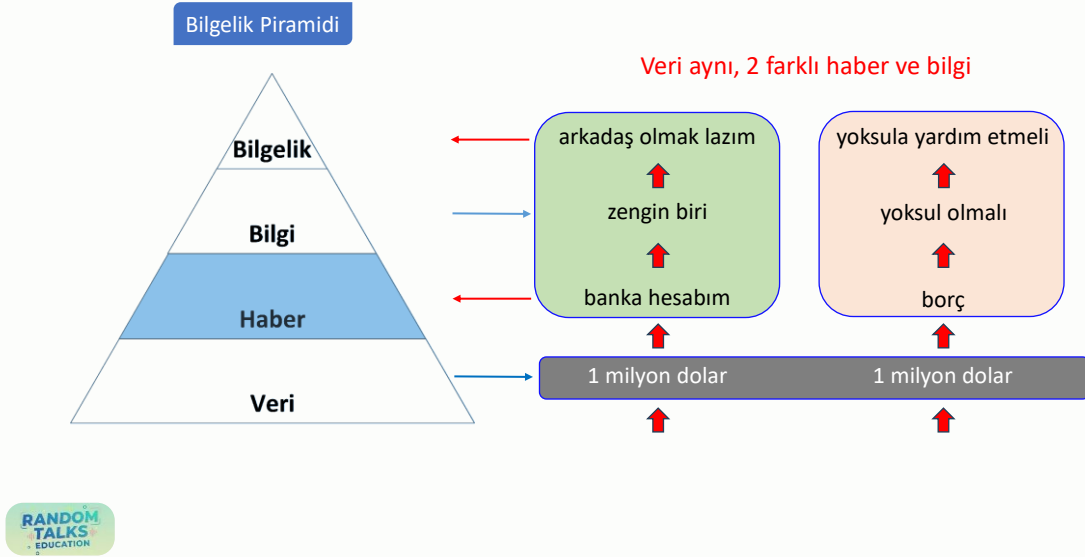 Bilgelik Piramidi
Veri aynı, 2 farklı haber ve bilgi
Bilgelik
Bilgi
Haber
Veri
arkadaş olmak lazım
zengin biri
banka hesabım
yoksula yardım etmeli
yoksul olmalı
borç
1 milyon dolar
1 milyon dolar
RANDOM
TALKS
EDUCATION